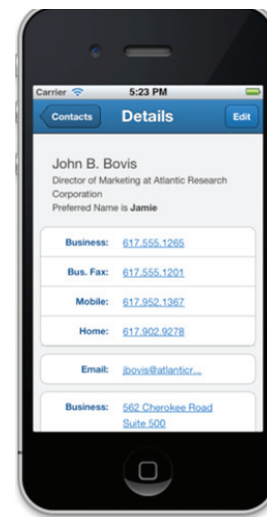 Carrier 5:23 PM
Contacts Details Edit
John B. Bovis
Director of Marketing at Atlantic Research
Corporation
Preferred Name is Jamie
Business: 617.555.1265
Bus. Fax: 617.555.1201
Mobile: 617.952.1367
Home: 617.902.9278
Email: jbovis@atlanticr...
Business: 562 Cherokee Road
Suite 500